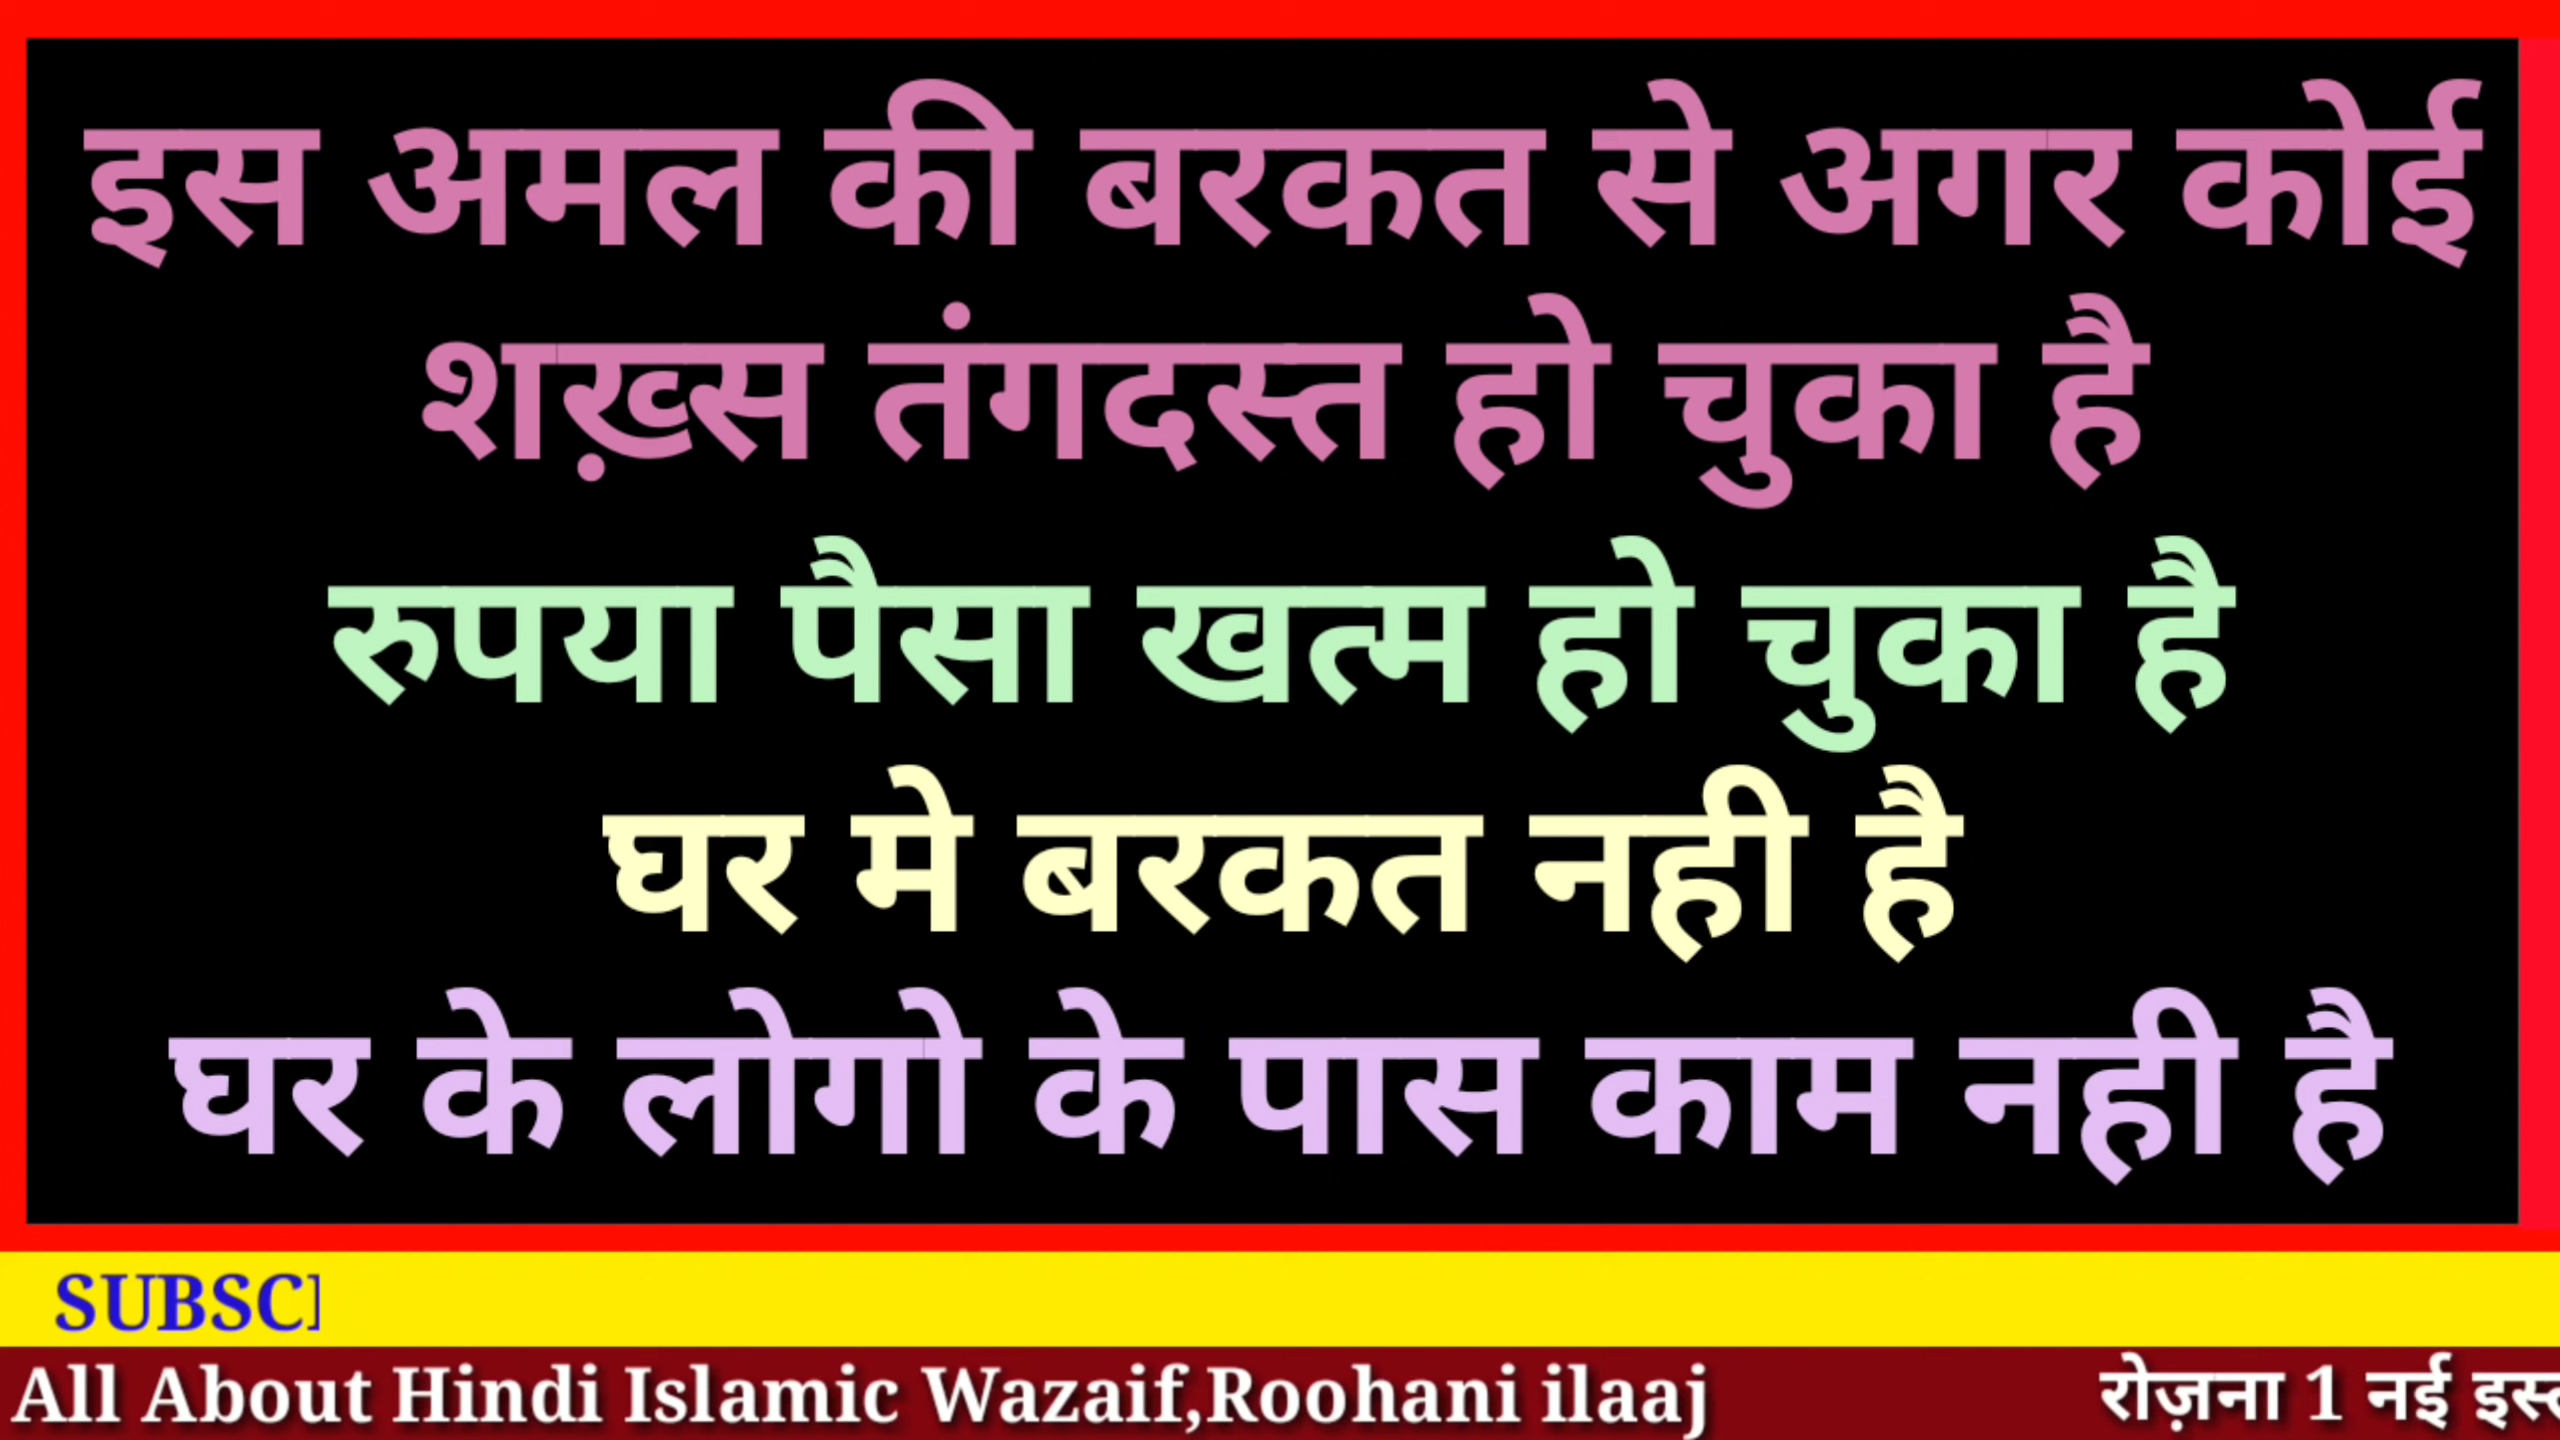 इस अमल की बरकत से अगर कोई
शख़्स तंगदस्त हो चुका है
रुपया पैसा खत्म हो चुका है
घर मे बरकत नही है
घर के लोगो के पास काम नही है
SUBSC
All About Hindi Islamic Wazaif,Roohani ilaaj रोज़ना 1 नई